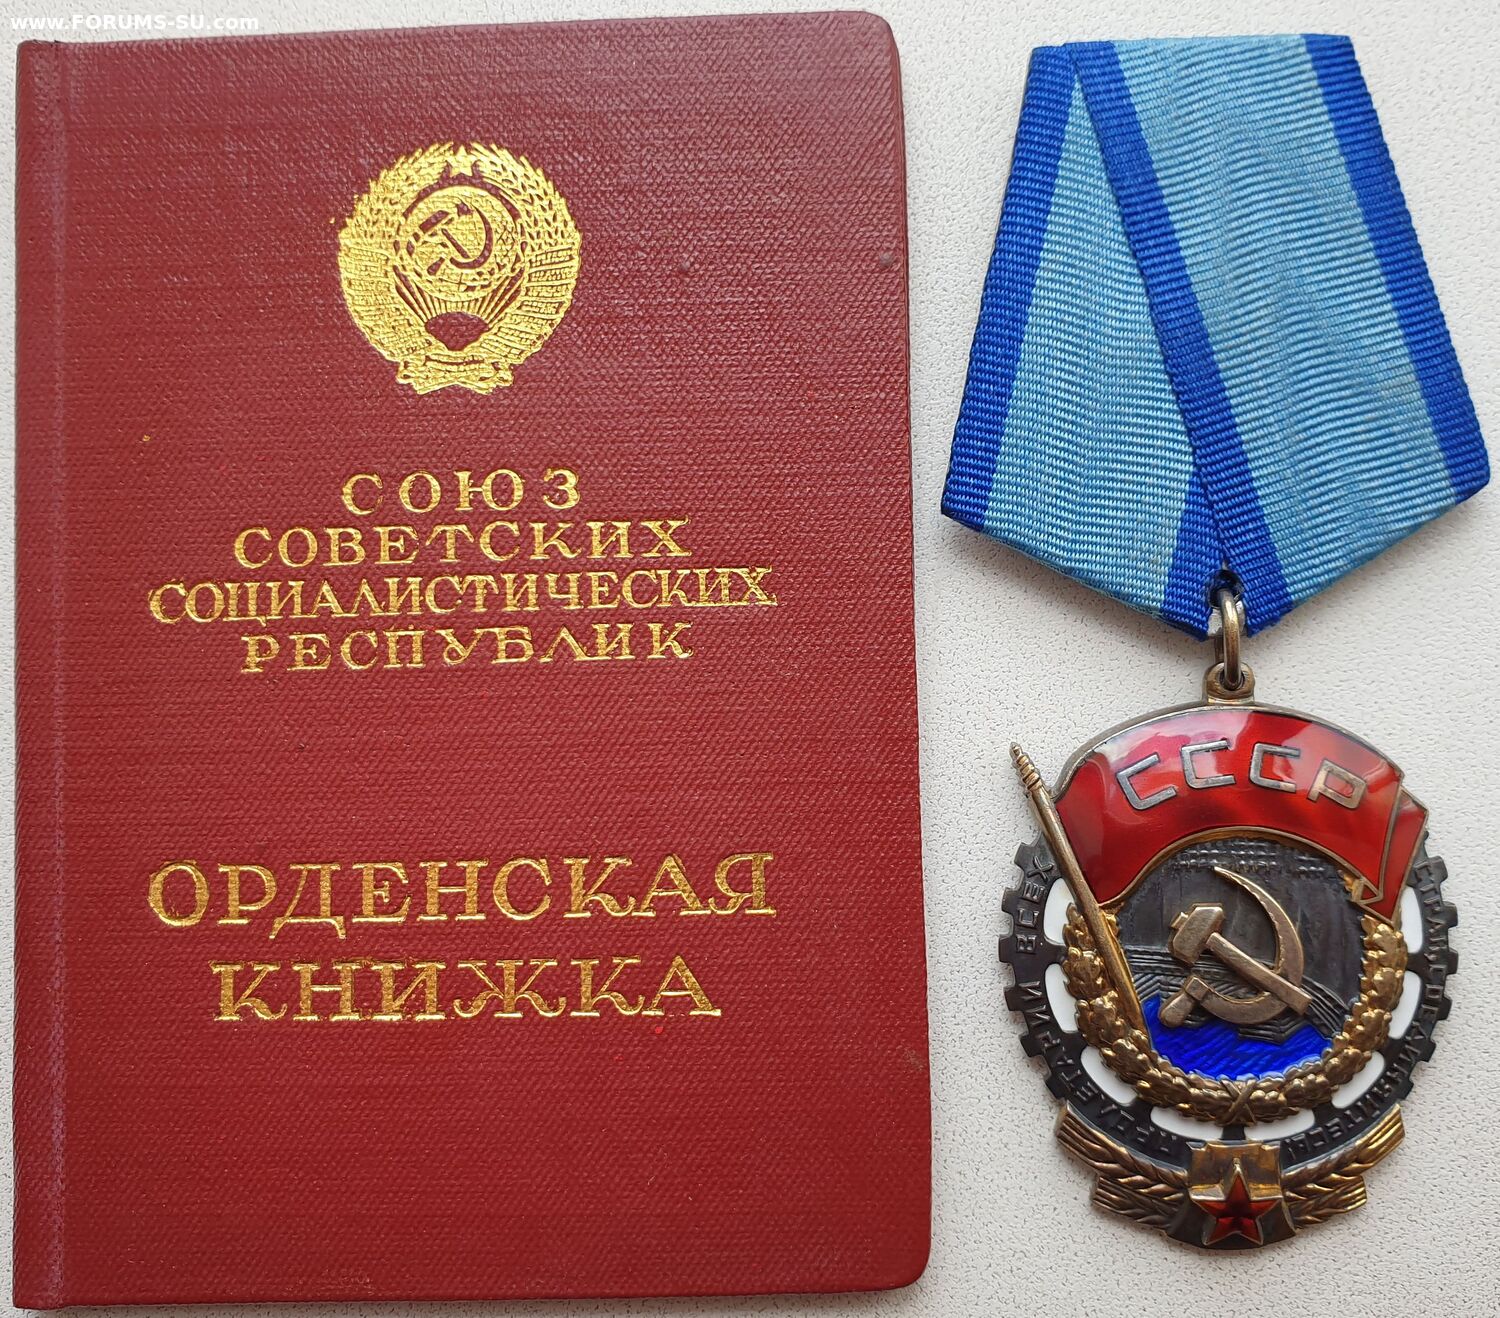 www.FORUMS-SU.com
СОЮЗ
СОВЕТСКИХ
СОЦИАЛИСТИЧЕСКИХ
РЕСПУБЛИК
ОРДЕНСКАЯ
КНИЖКА
СССР
ПРОЛЕТАРИИ ВСЕХ
СТРАН, СОЕДИНЯЙТЕСЬ!